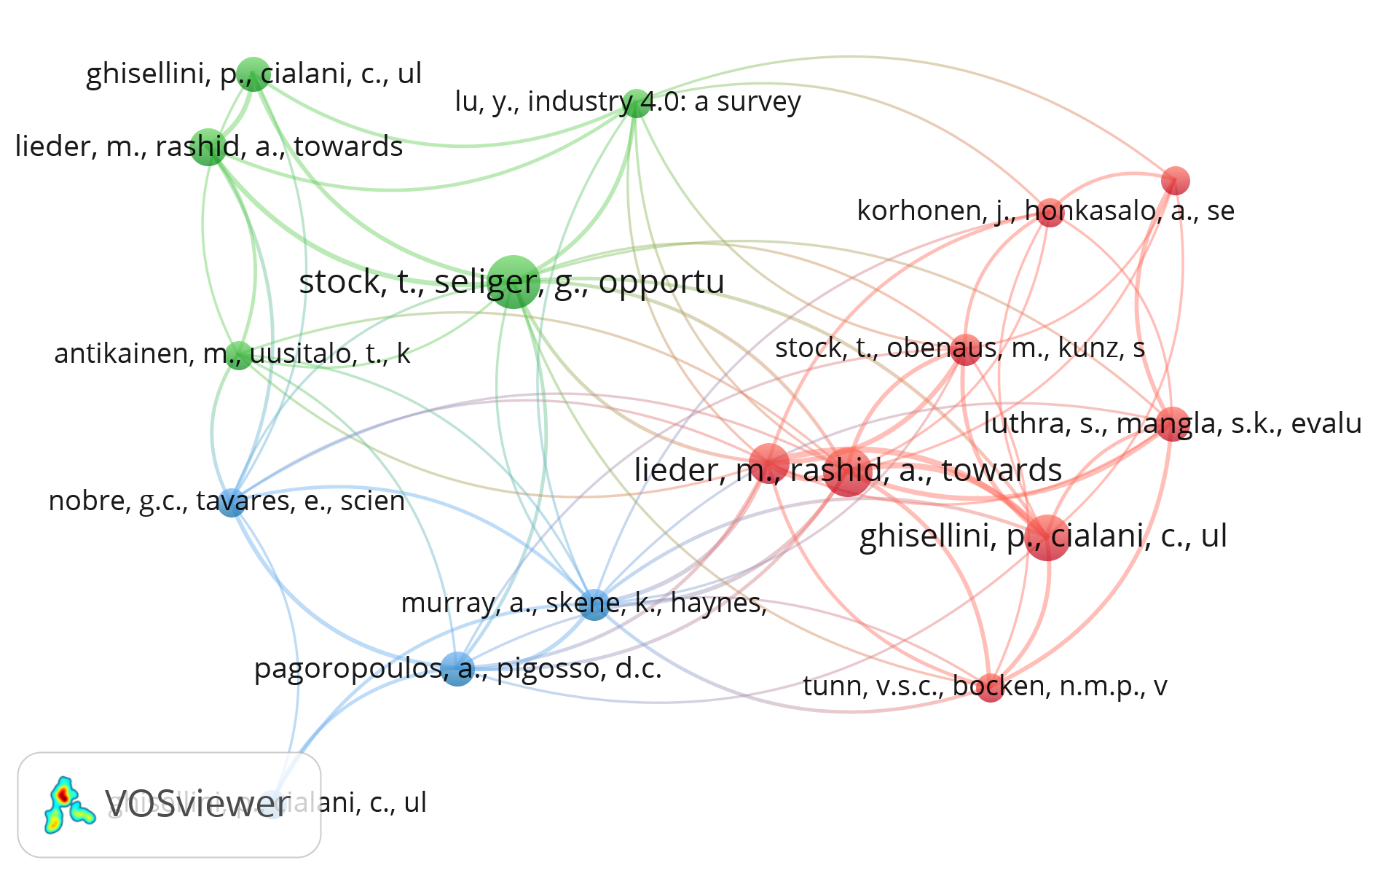 ghisellini, p., cialani, c., ul
lu, y., industry 4.0: a survey
lieder, m., rashid, a., towards
korhonen, j., honkasalo, a., se
stock, t., seliger, g., opportu
antikainen, m., uusitalo, t., k
stock, t., obenaus, m., kunz, s
luthra, s., mangla, s.k., evalu
lieder, m., rashid, a., towards
nobre, g.c., tavares, e., scien
ghisellini, p., cialani, c., ul
murray, a., skene, k., haynes,
pagoropoulos, a., pigosso, d.c.
tunn, v.s.c., bocken, n.m.p., v
ghisellini, p., cialani, c., ul
VOSviewer